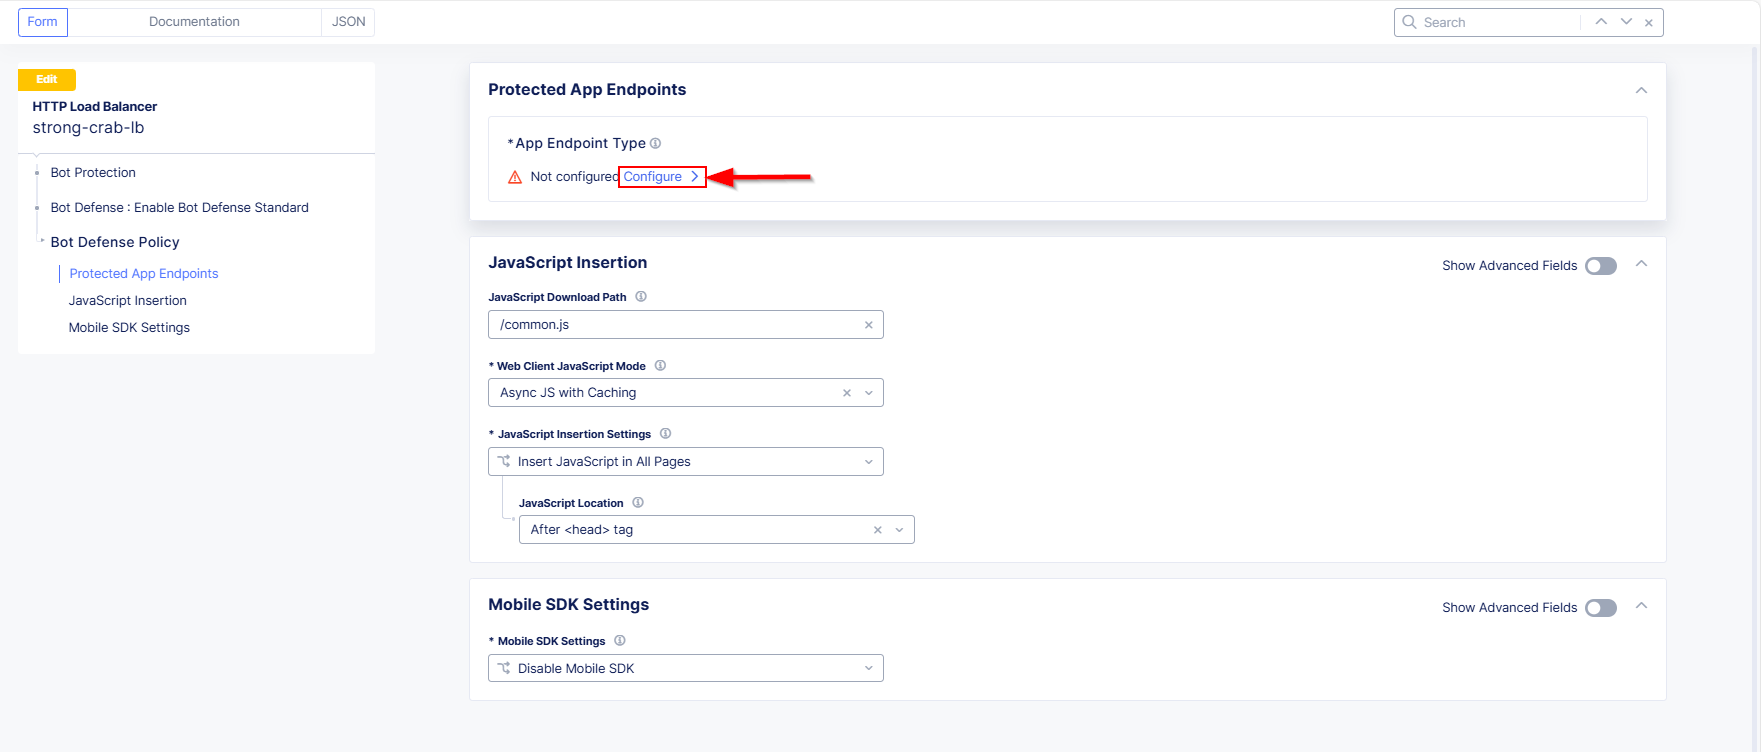 Form
Documentation
JSON
Search
Edit
HTTP Load Balancer
strong-crab-lb
Bot Protection
Bot Defense : Enable Bot Defense Standard
Bot Defense Policy
Protected App Endpoints
JavaScript Insertion
Mobile SDK Settings
Protected App Endpoints
*App Endpoint Type
Not configured Configure
JavaScript Insertion
Show Advanced Fields
JavaScript Download Path
/common.js
* Web Client JavaScript Mode
Async JS with Caching
* JavaScript Insertion Settings
Insert JavaScript in All Pages
JavaScript Location
After <head> tag
Mobile SDK Settings
Show Advanced Fields
* Mobile SDK Settings
Disable Mobile SDK